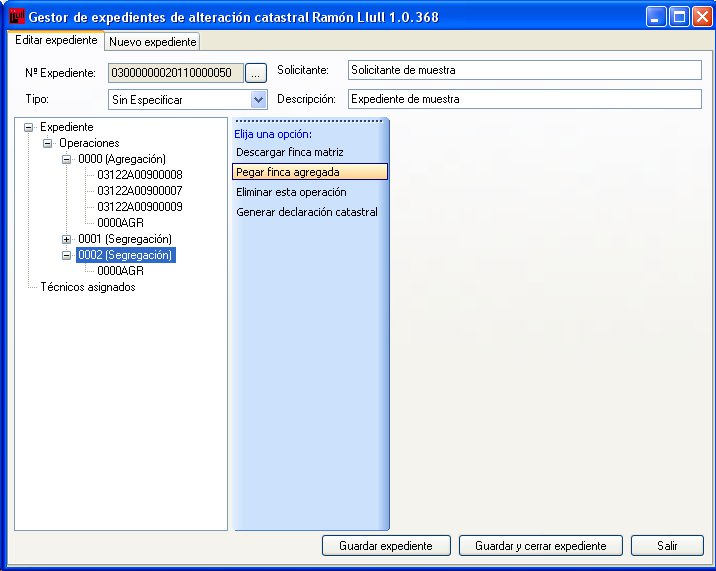 Llull Gestor de expedientes de alteración catastral Ramón Llull 1.0.368
Editar expediente Nuevo expediente
Nº Expediente: 03000000020110000050 ... Solicitante: Solicitante de muestra
Tipo: Sin Especificar Descripción: Expediente de muestra
Expediente
Operaciones
0000 (Agregación)
03122A00900008
03122A00900007
03122A00900009
0000AGR
0001 (Segregación)
0002 (Segregación)
0000AGR
Técnicos asignados
Elija una opción:
Descargar finca matriz
Pegar finca agregada
Eliminar esta operación
Generar declaración catastral
Guardar expediente Guardar y cerrar expediente Salir